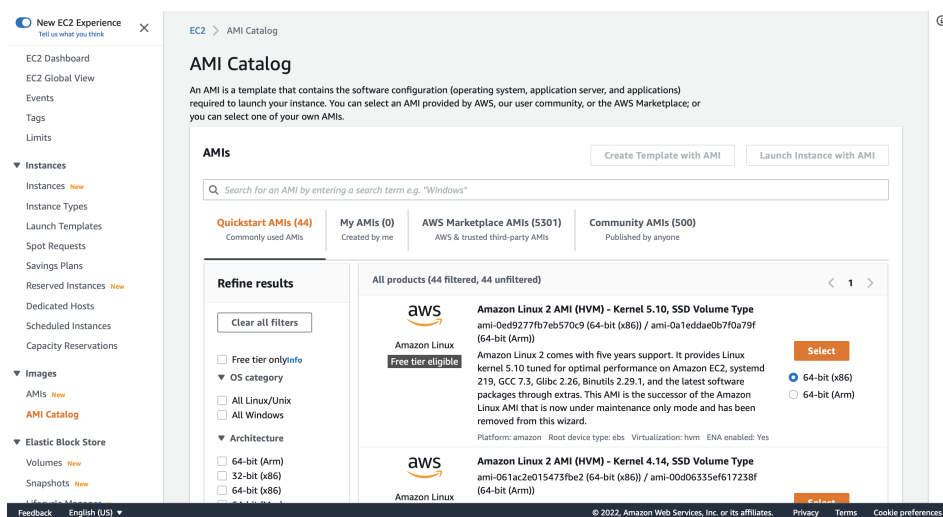 New EC2 Experience
Tell us what you think
EC2 Dashboard
EC2 Global View
Events
Tags
Limits
Instances
Instances New
Instance Types
Launch Templates
Spot Requests
Savings Plans
Reserved Instances New
Dedicated Hosts
Scheduled Instances
Capacity Reservations
Images
AMIs New
AMI Catalog
Elastic Block Store
Volumes New
Snapshots New
EC2 > AMI Catalog
AMI Catalog
An AMI is a template that contains the software configuration (operating system, application server, and applications)
required to launch your instance. You can select an AMI provided by AWS, our user community, or the AWS Marketplace; or
you can select one of your own AMIs.
AMIs
Create Template with AMI
Launch Instance with AMI
Search for an AMI by entering a search term e.g. "Windows"
Quickstart AMIs (44)
Commonly used AMIs
My AMIs (0)
Created by me
AWS Marketplace AMIs (5301)
AWS & trusted third-party AMIs
Community AMIs (500)
Published by anyone
Refine results
Clear all filters
Free tier onlyInfo
OS category
All Linux/Unix
All Windows
Architecture
64-bit (Arm)
32-bit (x86)
64-bit (x86)
All products (44 filtered, 44 unfiltered)
< 1 >
aws
Amazon Linux
Free tier eligible
Amazon Linux 2 AMI (HVM) - Kernel 5.10, SSD Volume Type
ami-0ed9277fb7eb570c9 (64-bit (x86)) / ami-0a1eddae0b7f0a79f
(64-bit (Arm))
Amazon Linux 2 comes with five years support. It provides Linux
kernel 5.10 tuned for optimal performance on Amazon EC2, systemd
219, GCC 7.3, Glibc 2.26, Binutils 2.29.1, and the latest software
packages through extras. This AMI is the successor of the Amazon
Linux AMI that is now under maintenance only mode and has been
removed from this wizard.
Platform: amazon Root device type: ebs Virtualization: hvm ENA enabled: Yes
Select
64-bit (x86)
64-bit (Arm)
aws
Amazon Linux
Amazon Linux 2 AMI (HVM) - Kernel 4.14, SSD Volume Type
ami-061ac2e015473fbe2 (64-bit (x86)) / ami-00d06335ef617238f
(64-bit (Arm))
Select
Feedback English (US)
© 2022, Amazon Web Services, Inc. or its affiliates. Privacy Terms Cookie preferences